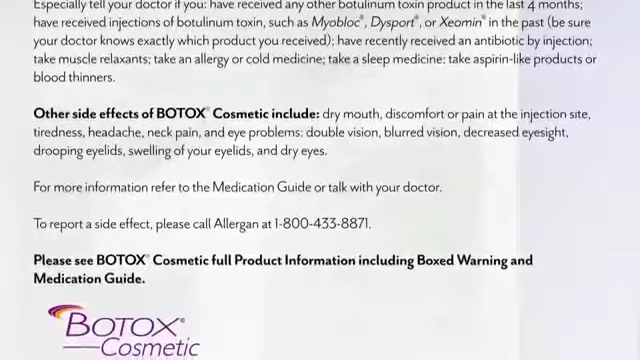 Especially tell your doctor if you: have received any other botulinum toxin product in the last 4 months;
have received injections of botulinum toxin, such as Myobloc®, Dysport®, or Xeomin® in the past (be sure
your doctor knows exactly which product you received); have recently received an antibiotic by injection;
take muscle relaxants; take an allergy or cold medicine; take a sleep medicine; take aspirin-like products or
blood thinners.
Other side effects of BOTOX® Cosmetic include: dry mouth, discomfort or pain at the injection site,
tiredness, headache, neck pain, and eye problems: double vision, blurred vision, decreased eyesight,
drooping eyelids, swelling of your eyelids, and dry eyes.
For more information refer to the Medication Guide or talk with your doctor.
To report a side effect, please call Allergan at 1-800-433-8871.
Please see BOTOX® Cosmetic full Product Information including Boxed Warning and
Medication Guide.
BOTOX®
Cosmetic